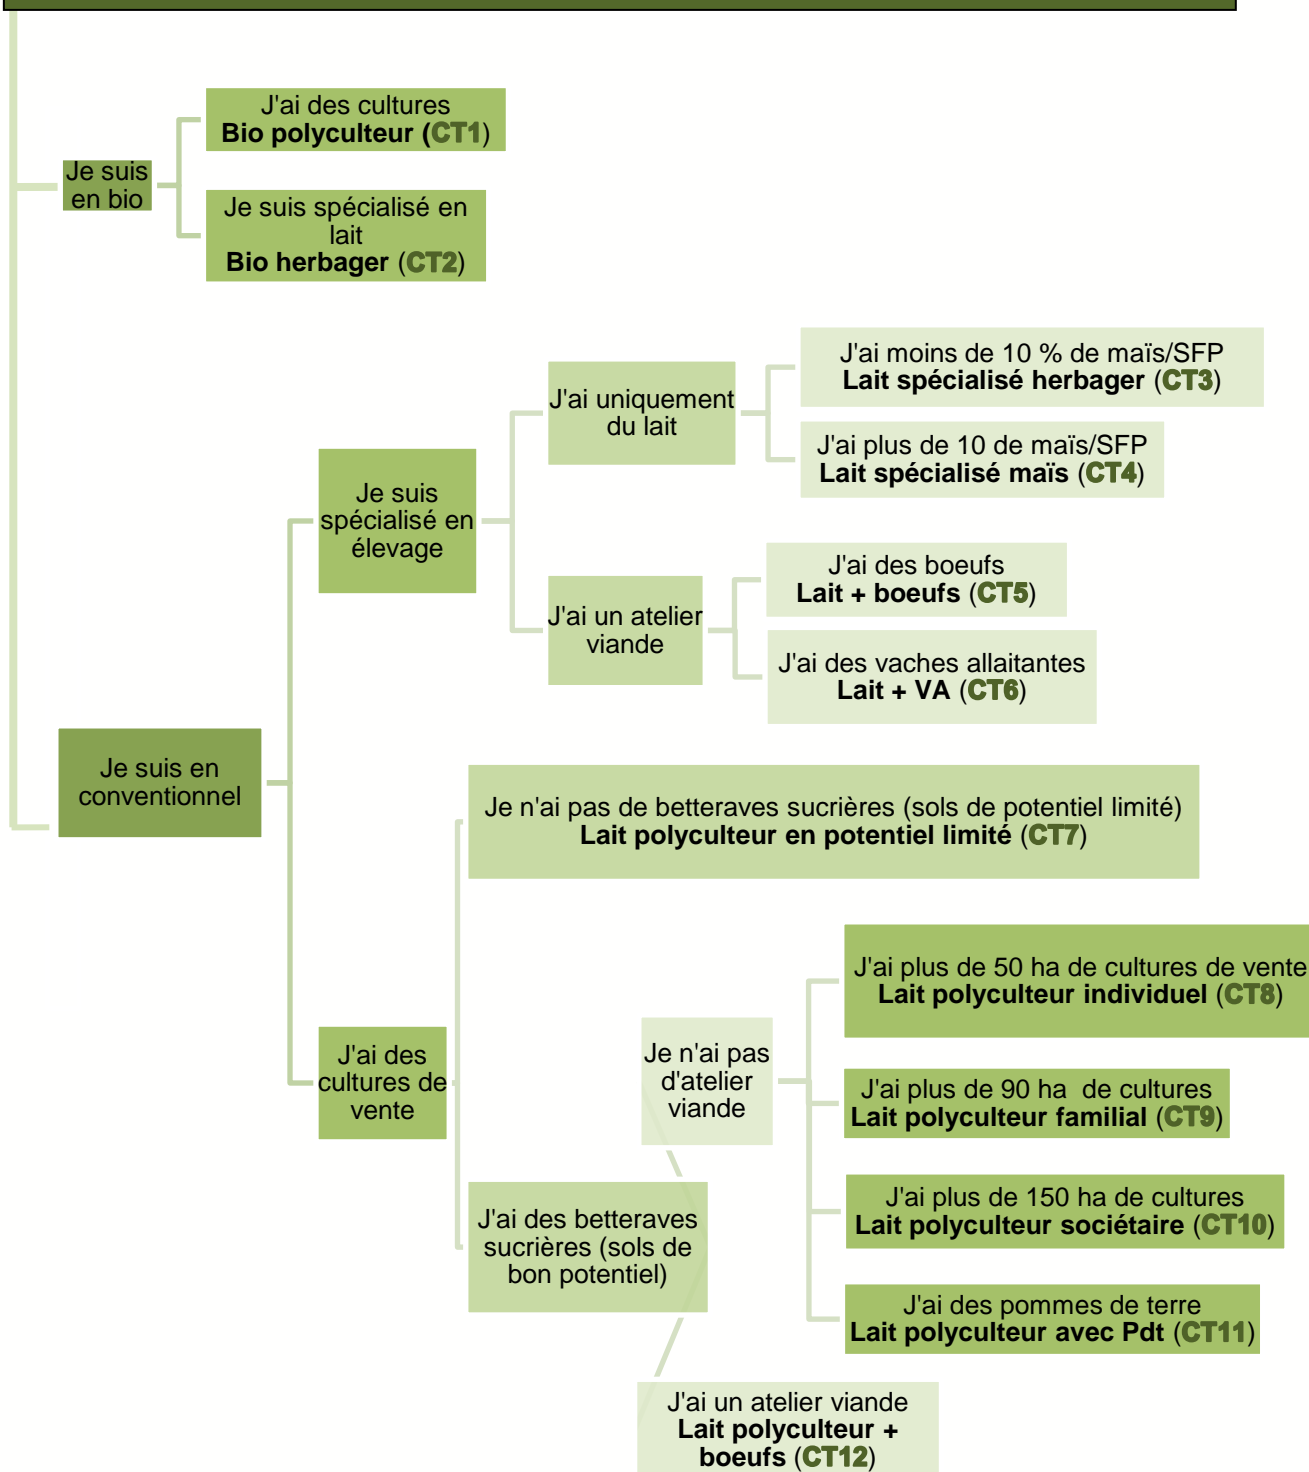 J'ai des cultures
Bio polyculteur (CT1)
Je suis
en bio
Je suis spécialisé en
lait
Bio herbager (CT2)
J'ai moins de 10 % de maïs/SFP
Lait spécialisé herbager (CT3)
J'ai uniquement
du lait
J'ai plus de 10 de maïs/SFP
Lait spécialisé maïs (CT4)
Je suis
spécialisé en
élevage
J'ai des boeufs
Lait + boeufs (CT5)
J'ai un atelier
viande
J'ai des vaches allaitantes
Lait + VA (CT6)
Je suis en
conventionnel
Je n'ai pas de betteraves sucrières (sols de potentiel limité)
Lait polyculteur en potentiel limité (CT7)
J'ai des
cultures de
vente
J'ai des betteraves
sucrières (sols de
bon potentiel)
Je n'ai pas
d'atelier
viande
J'ai plus de 50 ha de cultures de vente
Lait polyculteur individuel (CT8)
J'ai plus de 90 ha  de cultures
Lait polyculteur familial (CT9)
J'ai plus de 150 ha de cultures
Lait polyculteur sociétaire (CT10)
J'ai des pommes de terre
Lait polyculteur avec Pdt (CT11)
J'ai un atelier viande
Lait polyculteur +
boeufs (CT12)